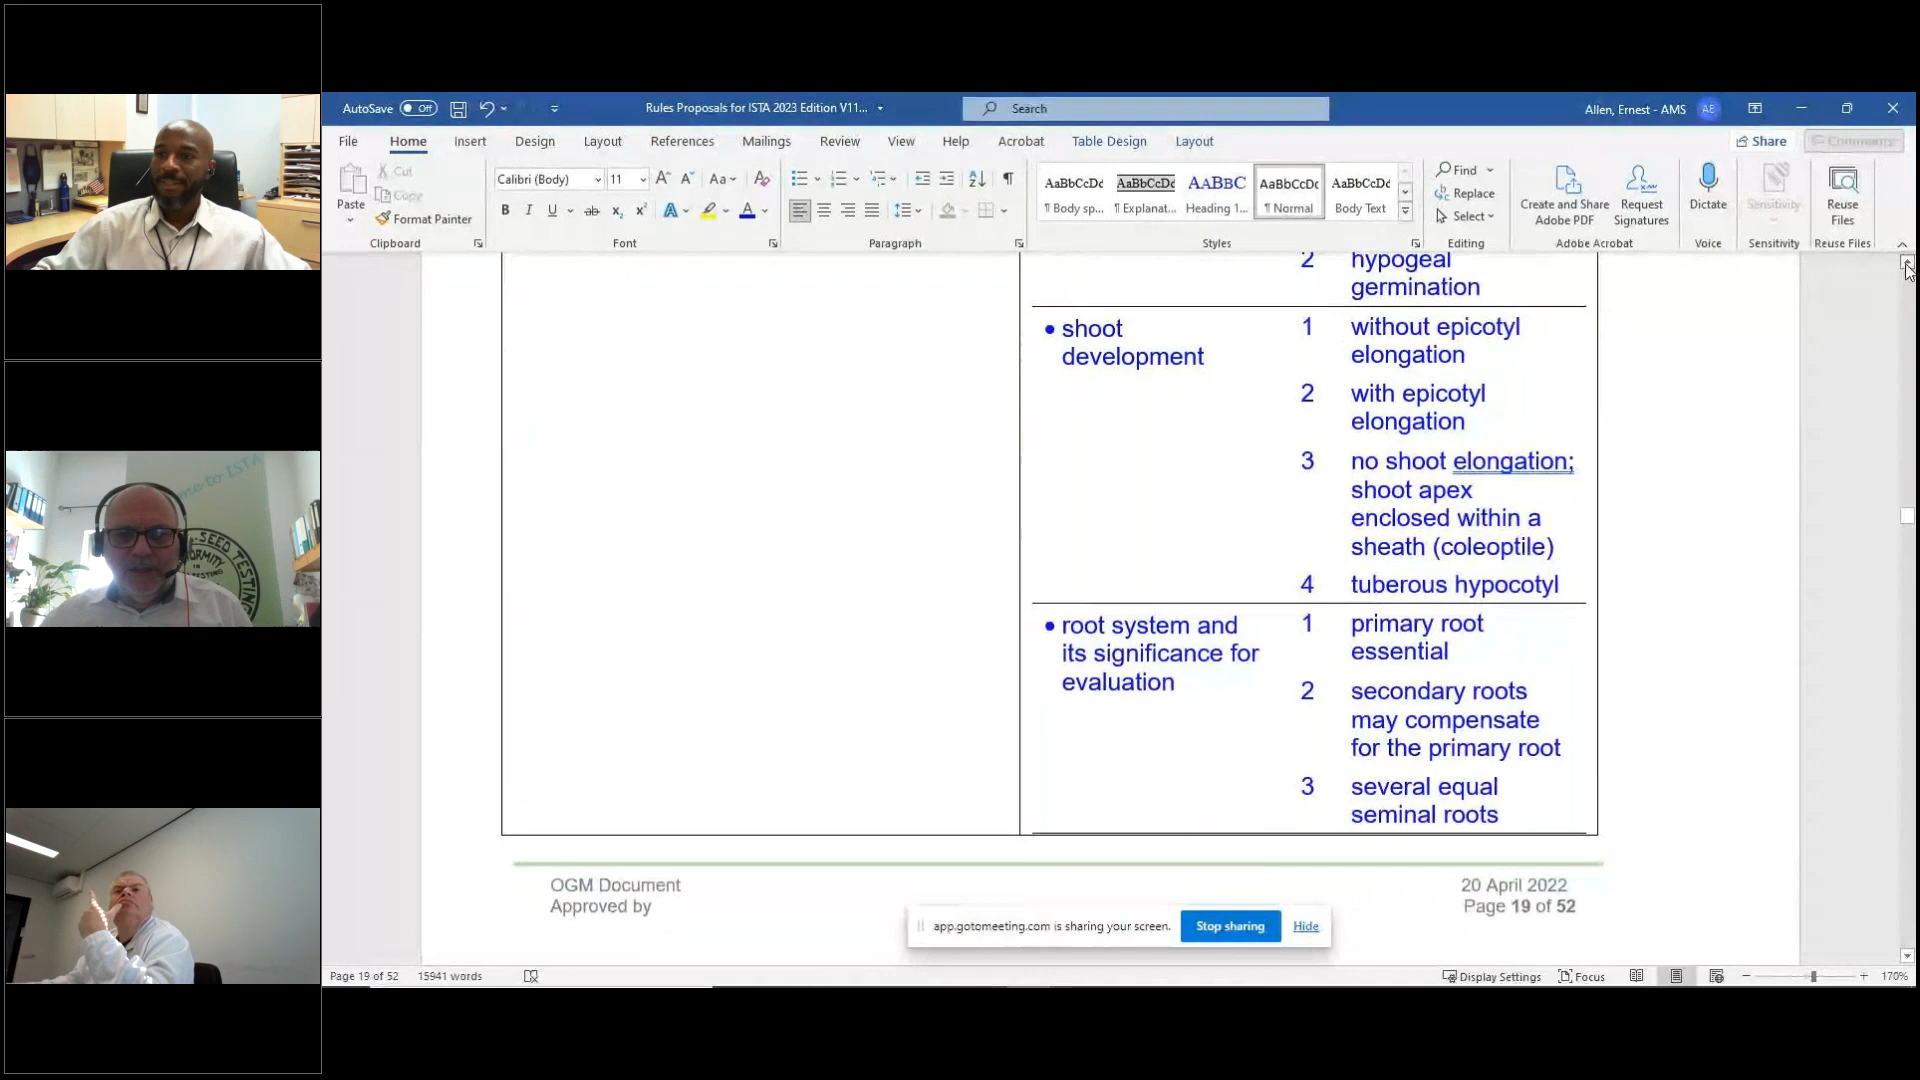 AutoSave Off
Rules Proposals for ISTA 2023 Edition V11...
Search
Allen, Ernest - AMS AE
File Home Insert Design Layout References Mailings Review View Help Acrobat Table Design Layout
Share Comments
Paste
Cut
Copy
Format Painter
Clipboard
Calibri (Body) 11
Font
Paragraph
AaBbCcDc AaBbCcDc AABBC AaBbCcDc AaBbCcDc
¶ Body sp... ¶ Explanat... Heading 1... ¶ Normal Body Text
Styles
Find
Replace
Select
Editing
Create and Share
Adobe PDF
Request
Signatures
Adobe Acrobat
Dictate
Voice
Sensitivity
Sensitivity
Reuse
Files
Reuse Files
2 hypogeal
germination
• shoot
development
1 without epicotyl
elongation
2 with epicotyl
elongation
3 no shoot elongation;
shoot apex
enclosed within a
sheath (coleoptile)
4 tuberous hypocotyl
• root system and
its significance for
evaluation
1 primary root
essential
2 secondary roots
may compensate
for the primary root
3 several equal
seminal roots
OGM Document
Approved by
20 April 2022
Page 19 of 52
app.gotomeeting.com is sharing your screen. Stop sharing Hide
Page 19 of 52 15941 words
Display Settings Focus 170%
to ISTA
SEED TESTING